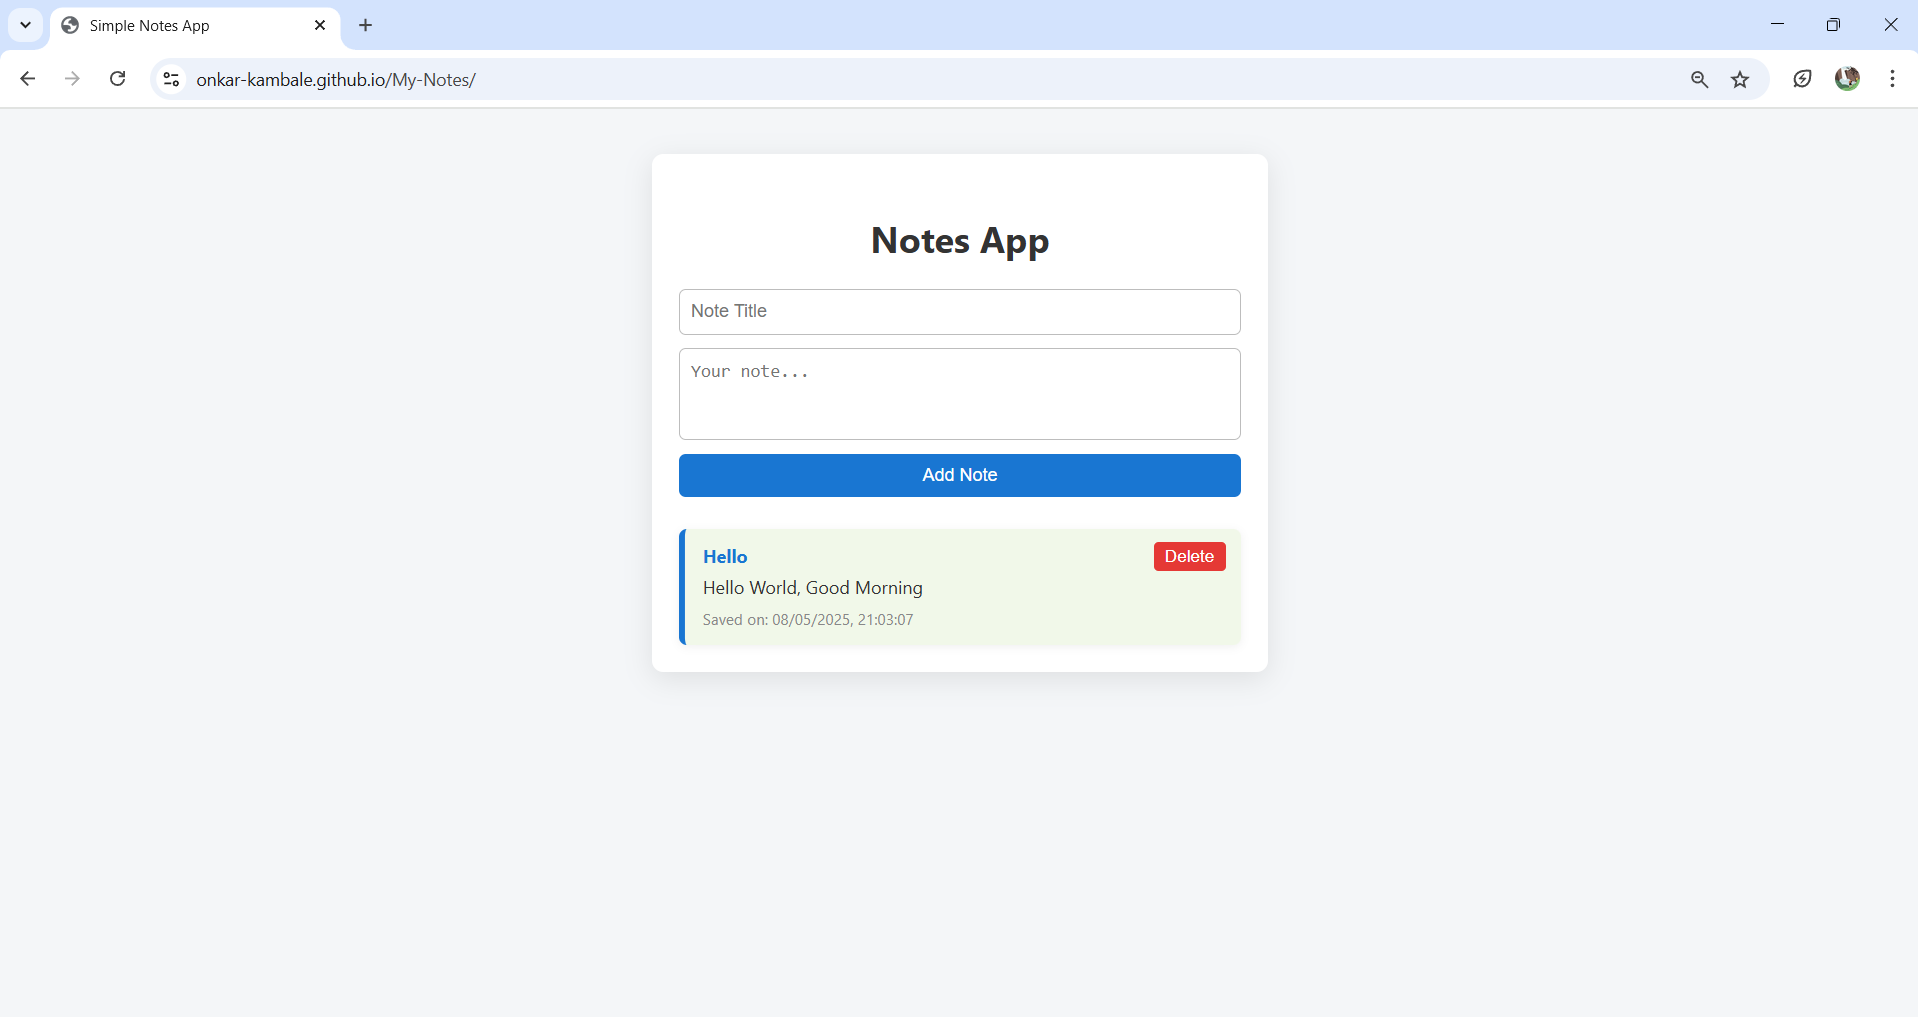 Simple Notes App
onkar-kambale.github.io/My-Notes/
Notes App
Note Title
Your note...
Add Note
Hello
Delete
Hello World, Good Morning
Saved on: 08/05/2025, 21:03:07